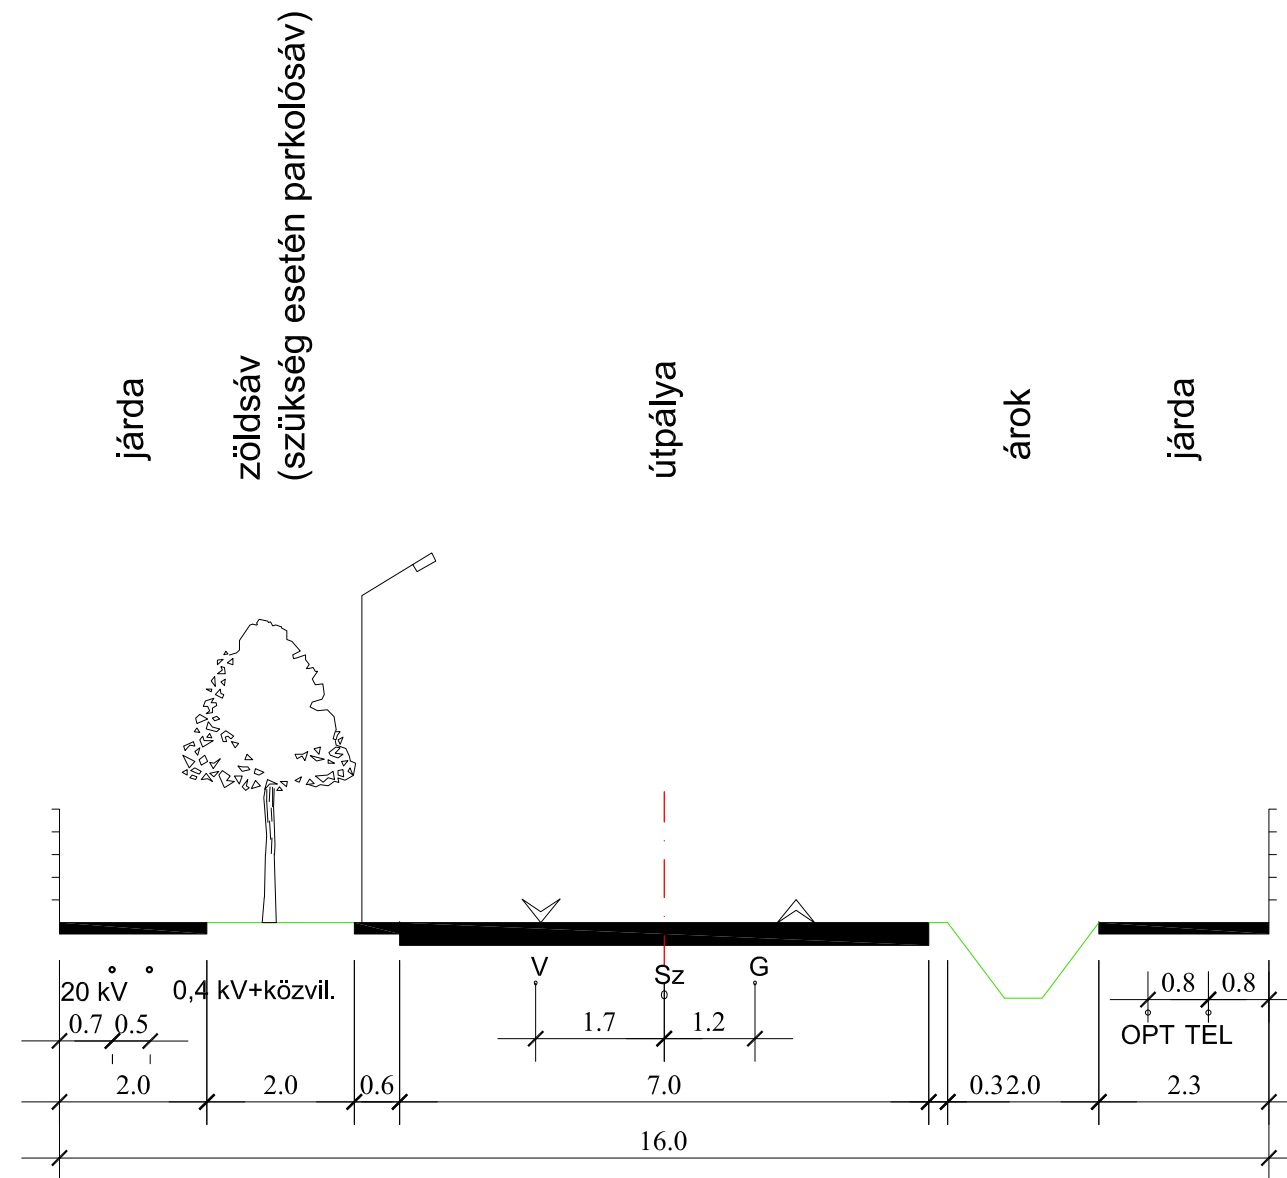 járda
zöldsáv
(szükség esetén parkolósáv)
útpálya
árok
járda
V
Sz
G
20 kV
0,4 kV+közvil.
0.8
0.8
0.7
0.5
1.7
1.2
OPT
TEL
2.0
2.0
0.6
7.0
0.3
2.0
2.3
16.0